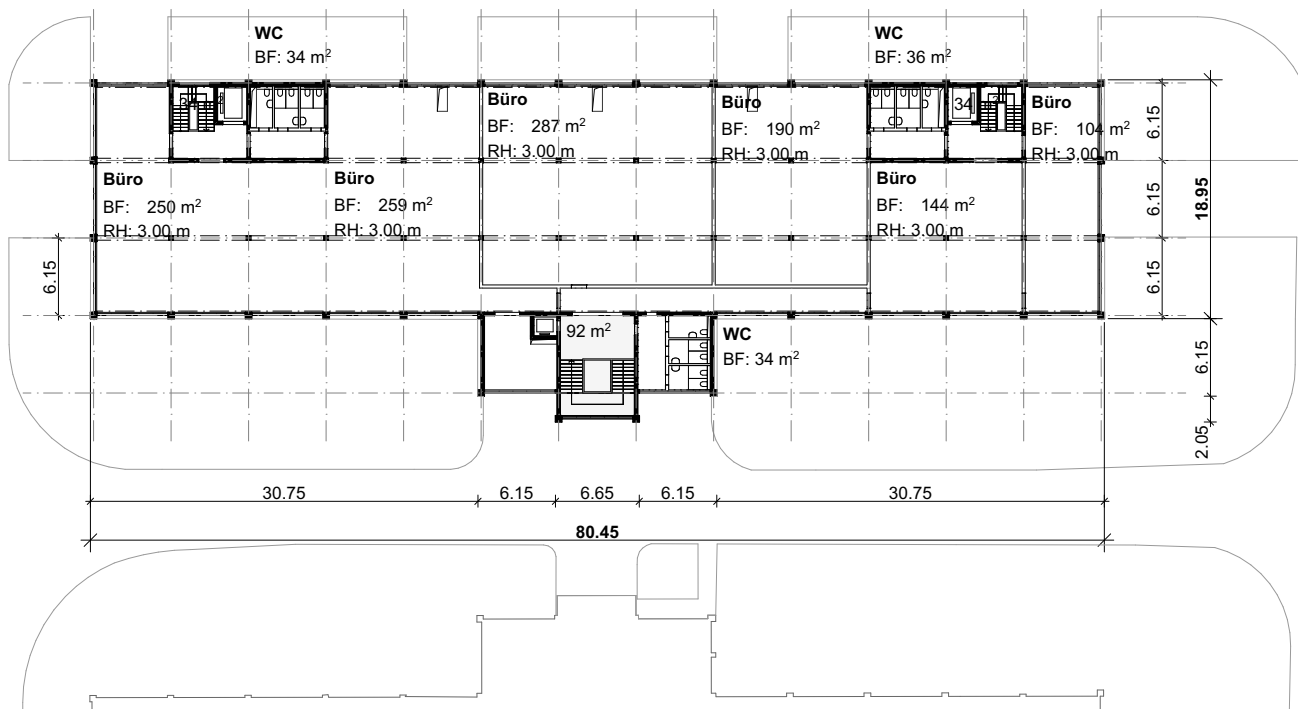 WC
BF: 34 m²
WC
BF: 36 m²
Büro
BF: 287 m²
RH: 3.00 m
Büro
BF: 190 m²
RH: 3.00 m
34
Büro
BF: 104 m²
RH: 3.00 m
Büro
BF: 250 m²
RH: 3.00 m
Büro
BF: 259 m²
RH: 3.00 m
Büro
BF: 144 m²
RH: 3.00 m
6.15
6.15
6.15
6.15
18.95
6.15
2.05
92 m²
WC
BF: 34 m²
30.75
6.15
6.65
6.15
30.75
80.45